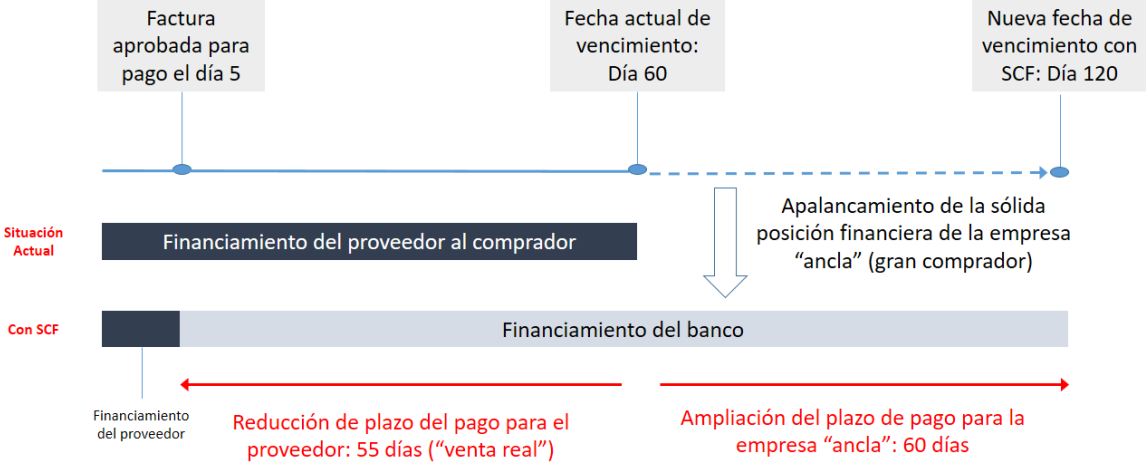 Factura
aprobada para
pago el día 5
Fecha actual de
vencimiento:
Día 60
Nueva fecha de
vencimiento con
SCF: Día 120
Situación
Actual
Financiamiento del proveedor al comprador
Apalancamiento de la sólida
posición financiera de la empresa
“ancla” (gran comprador)
Con SCF
Financiamiento del banco
Financiamiento
del proveedor
Reducción de plazo del pago para el
proveedor: 55 días (“venta real”)
Ampliación del plazo de pago para la
empresa “ancla”: 60 días